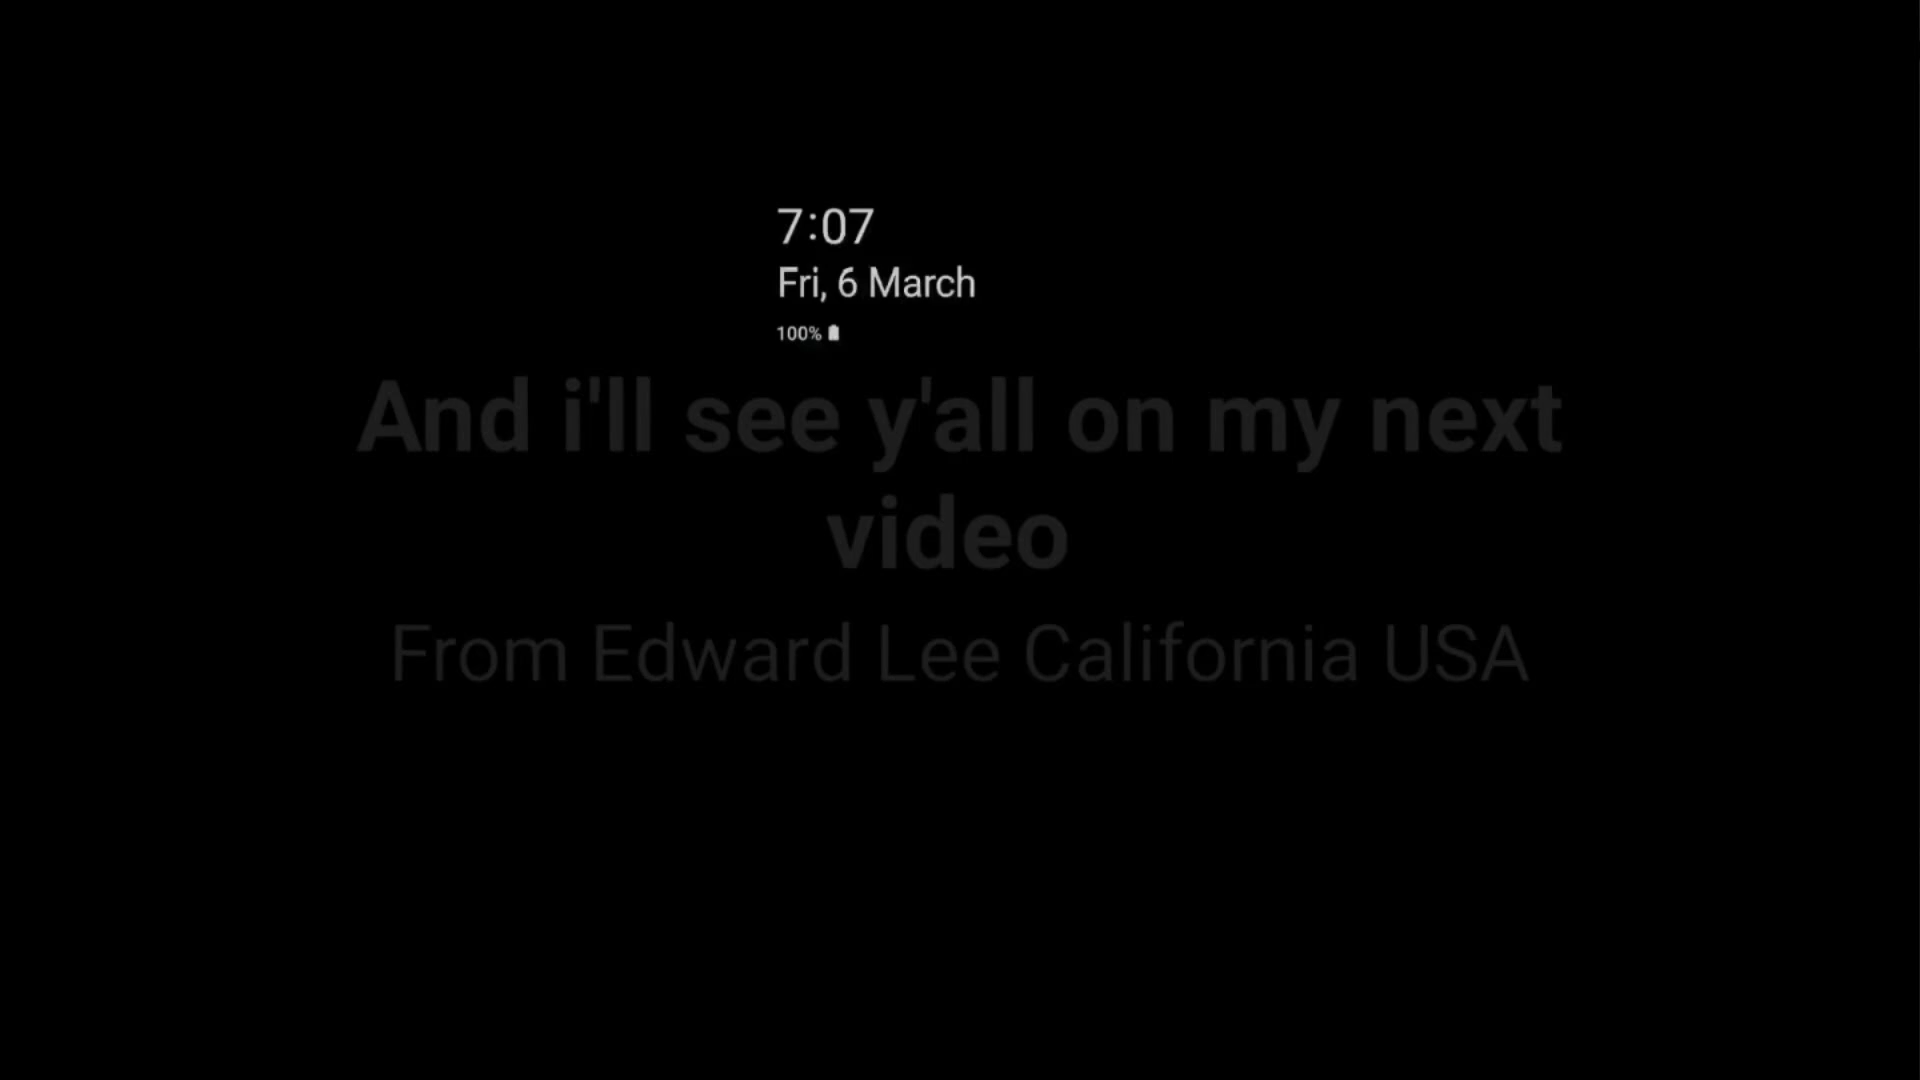 7:07
Fri, 6 March
100%
And i'll see y'all on my next
video
From Edward Lee California USA